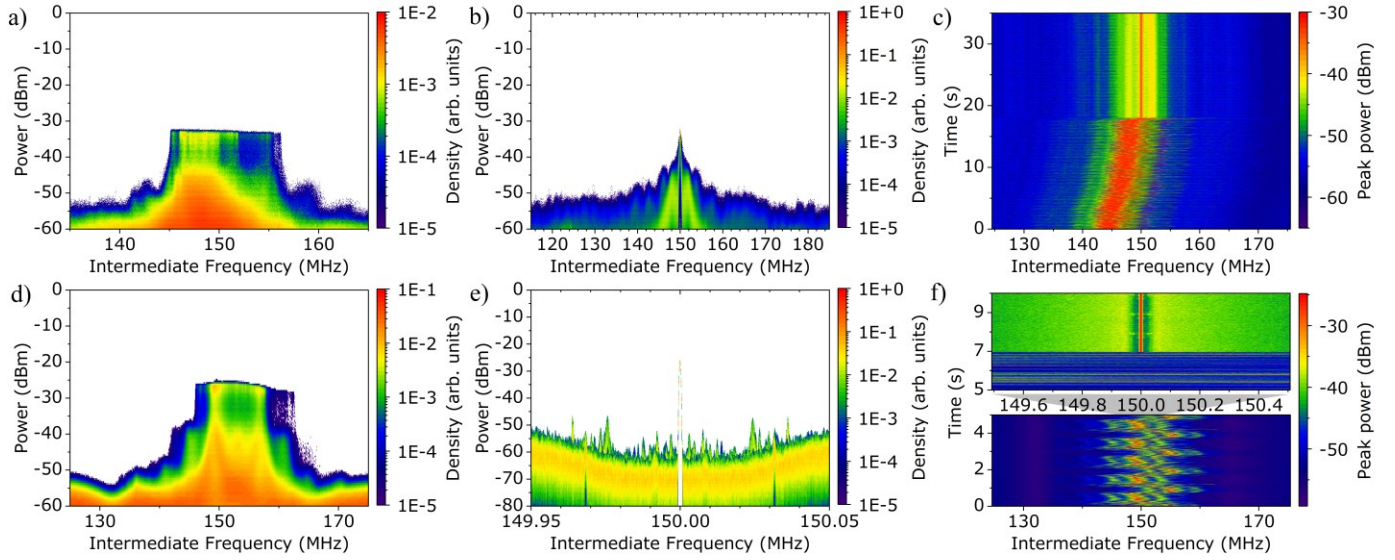 a)
0
-10
-20
-30
-40
-50
-60
Power (dBm)
140
150
160
Intermediate Frequency (MHz)
1E-2
1E-3
1E-4
1E-5
Density (arb. units)
b)
0
-10
-20
-30
-40
-50
-60
Power (dBm)
120 130 140 150 160 170 180
Intermediate Frequency (MHz)
1E+0
1E-1
1E-2
1E-3
1E-4
1E-5
Density (arb. units)
c)
30
20
10
0
Time (s)
130 140 150 160 170
Intermediate Frequency (MHz)
-30
-40
-50
-60
Peak power (dBm)
d)
0
-10
-20
-30
-40
-50
-60
Power (dBm)
130
150
170
Intermediate Frequency (MHz)
1E-1
1E-2
1E-3
1E-4
1E-5
Density (arb. units)
e)
0
-10
-20
-30
-40
-50
-60
-70
-80
Power (dBm)
149.95
150.00
150.05
Intermediate Frequency (MHz)
1E+0
1E-1
1E-2
1E-3
1E-4
1E-5
Density (arb. units)
f)
9
7
5
149.6 149.8 150.0 150.2 150.4
4
2
0
Time (s)
130 140 150 160 170
Intermediate Frequency (MHz)
-30
-40
-50
Peak power (dBm)